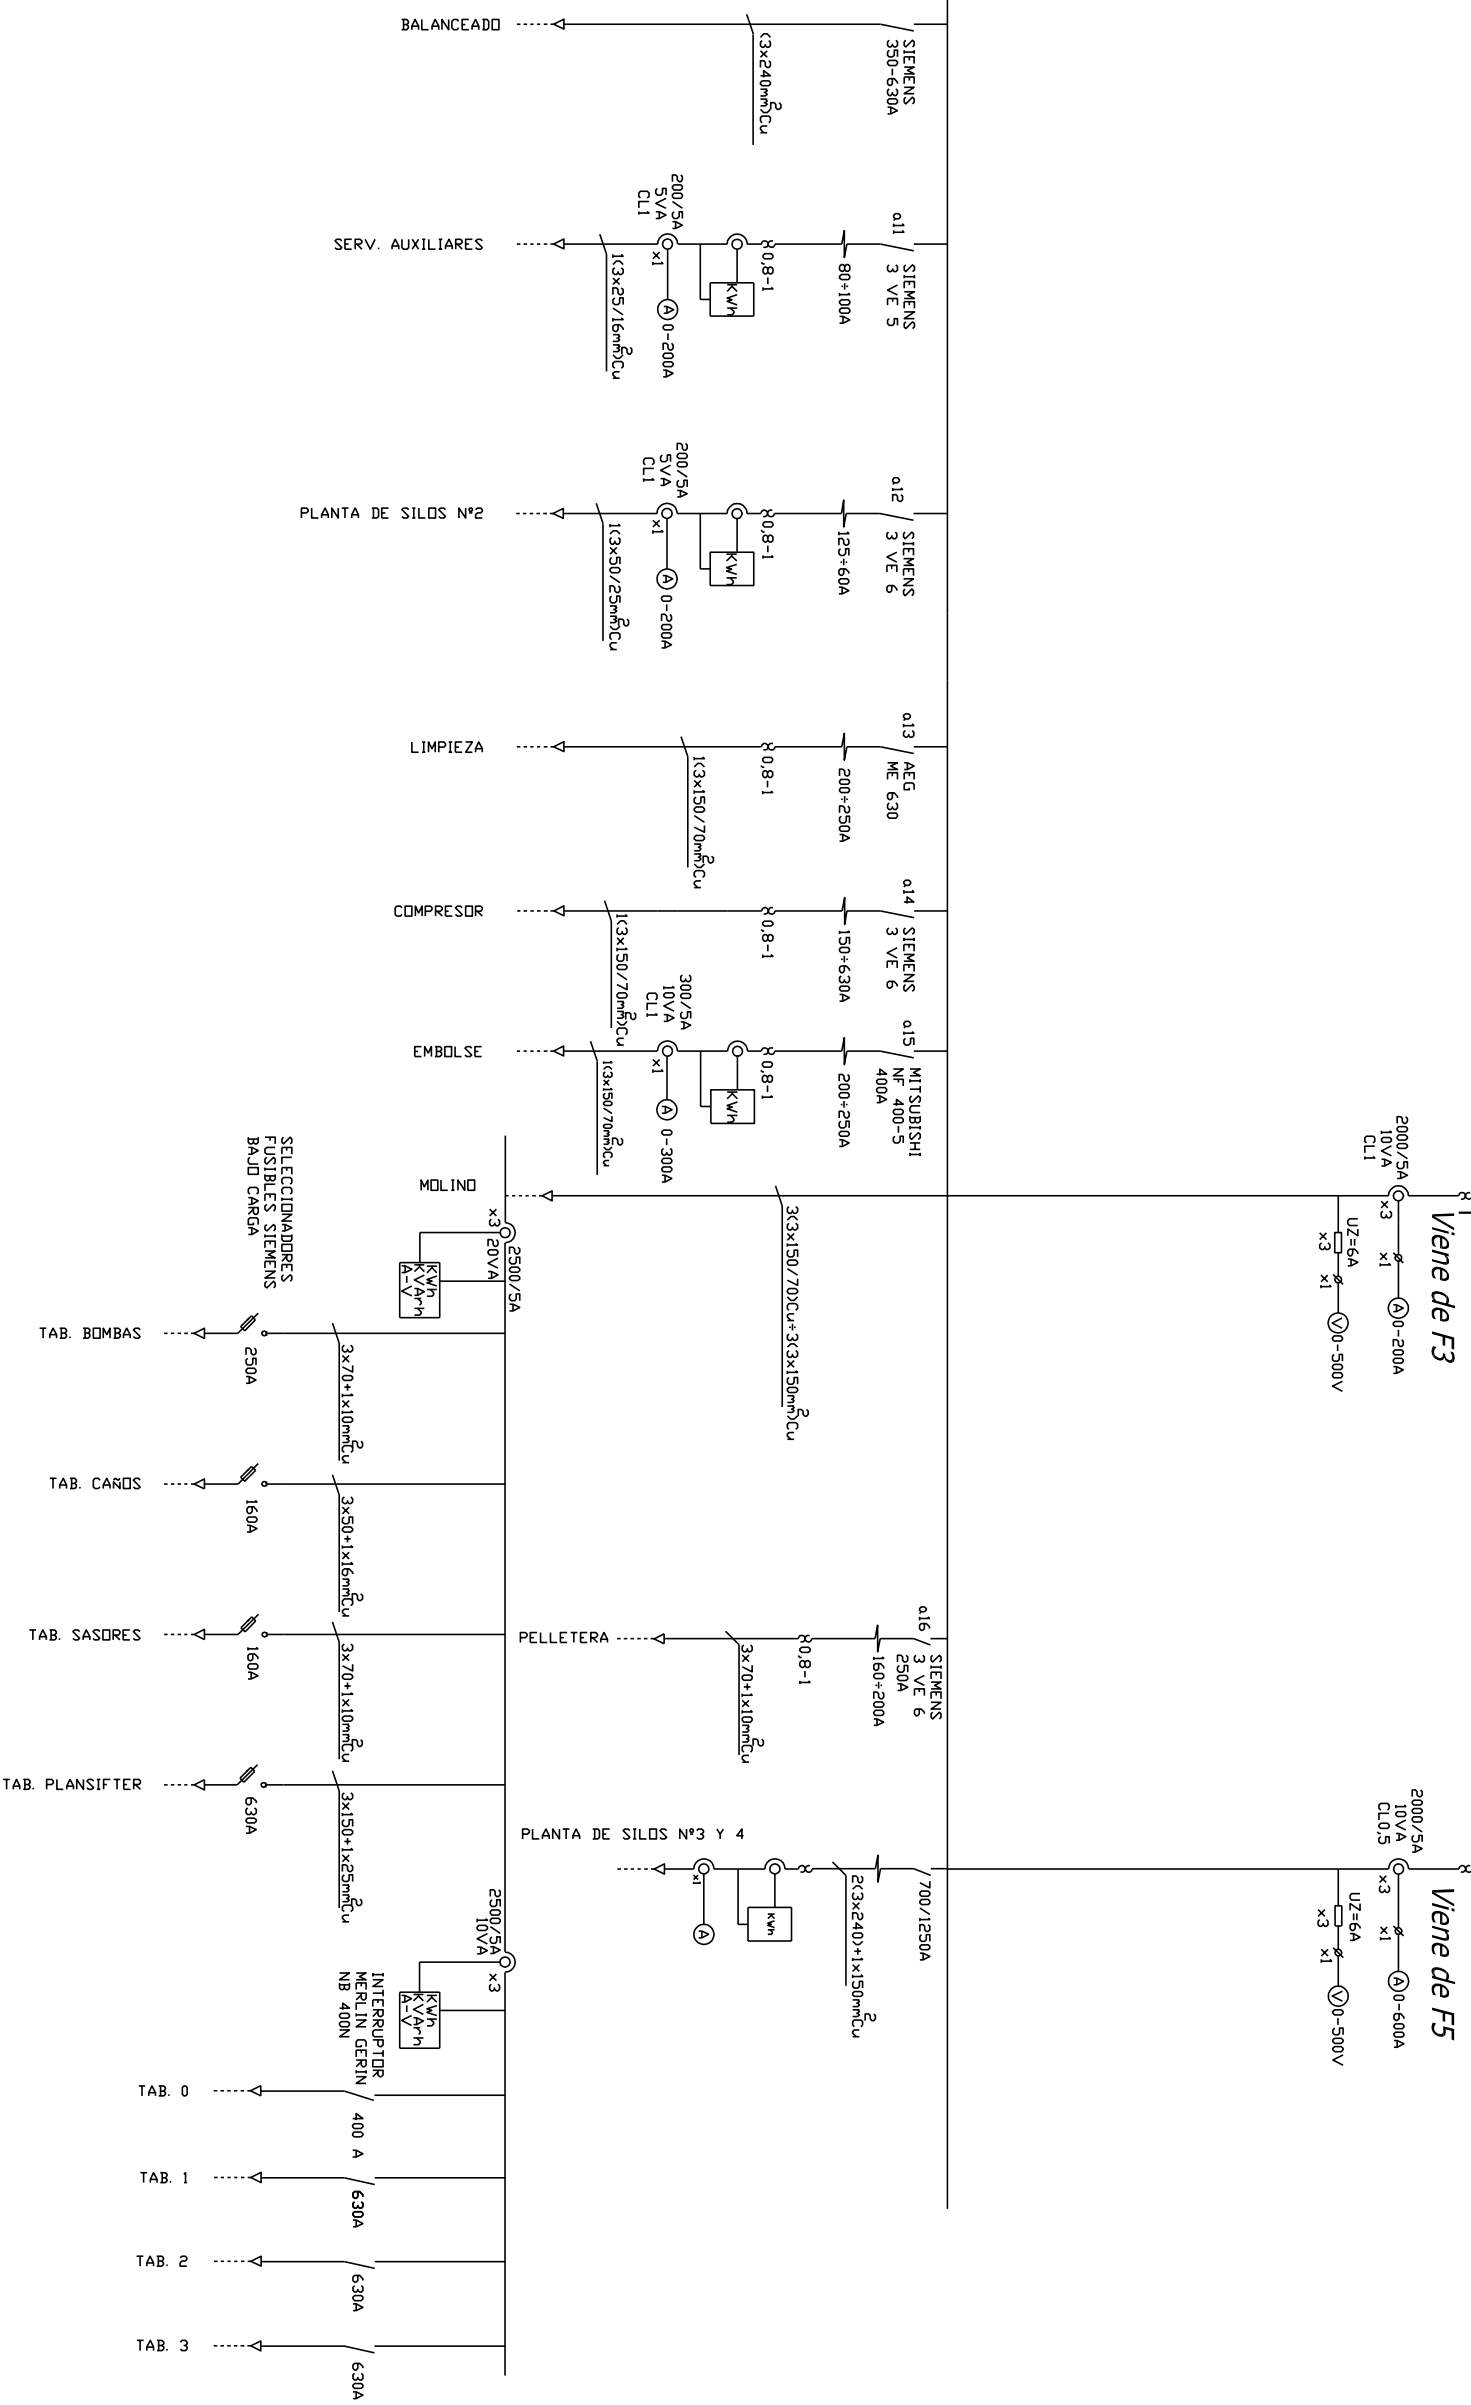 BALANCEADO
SIEMENS
350-630A
(3x240mm²)Cu
SERV. AUXILIARES
a11
SIEMENS
3 VE 5
80÷100A
0,8-1
KWh
200/5A
5VA
CL1
x1
A
0-200A
1(3x25/16mm²)Cu
PLANTA DE SILOS Nº2
a12
SIEMENS
3 VE 6
125÷60A
0,8-1
KWh
200/5A
5VA
CL1
x1
A
0-200A
1(3x50/25mm²)Cu
LIMPIEZA
a13
AEG
ME 630
200÷250A
0,8-1
1(3x150/70mm²)Cu
COMPRESOR
a14
SIEMENS
3 VE 6
150÷630A
0,8-1
1(3x150/70mm²)Cu
EMBOLSE
a15
MITSUBISHI
NF 400-5
400A
200÷250A
0,8-1
KWh
300/5A
10VA
CL1
x1
A
0-300A
1(3x150/70mm²)Cu
Viene de F3
2000/5A
10VA
CL1
x3
x1
A
0-200A
UZ=6A
x3
x1
V
0-500V
MOLINO
3(3x150/70)Cu÷3(3x150mm²)Cu
2500/5A
x3
20VA
KWh
KVArh
A-V
SELECCIONADORES
FUSIBLES SIEMENS
BAJO CARGA
TAB. BOMBAS
250A
3x70+1x10mm²Cu
TAB. CAÑOS
160A
3x50+1x16mm²Cu
TAB. SASORES
160A
3x70+1x10mm²Cu
TAB. PLANSIFTER
630A
3x150+1x25mm²Cu
PELLETERA
a16
SIEMENS
3 VE 6
250A
160÷200A
0,8-1
3x70+1x10mm²Cu
Viene de F5
2000/5A
10VA
CL0,5
x3
x1
A
0-600A
UZ=6A
x3
x1
V
0-500V
PLANTA DE SILOS Nº3 Y 4
700/1250A
2(3x240)+1x150mm²Cu
KWh
x1
A
2500/5A
10VA
x3
KWh
KVArh
A-V
INTERRUPTOR
MERLIN GERIN
NB 400N
TAB. 0
400 A
TAB. 1
630A
TAB. 2
630A
TAB. 3
630A